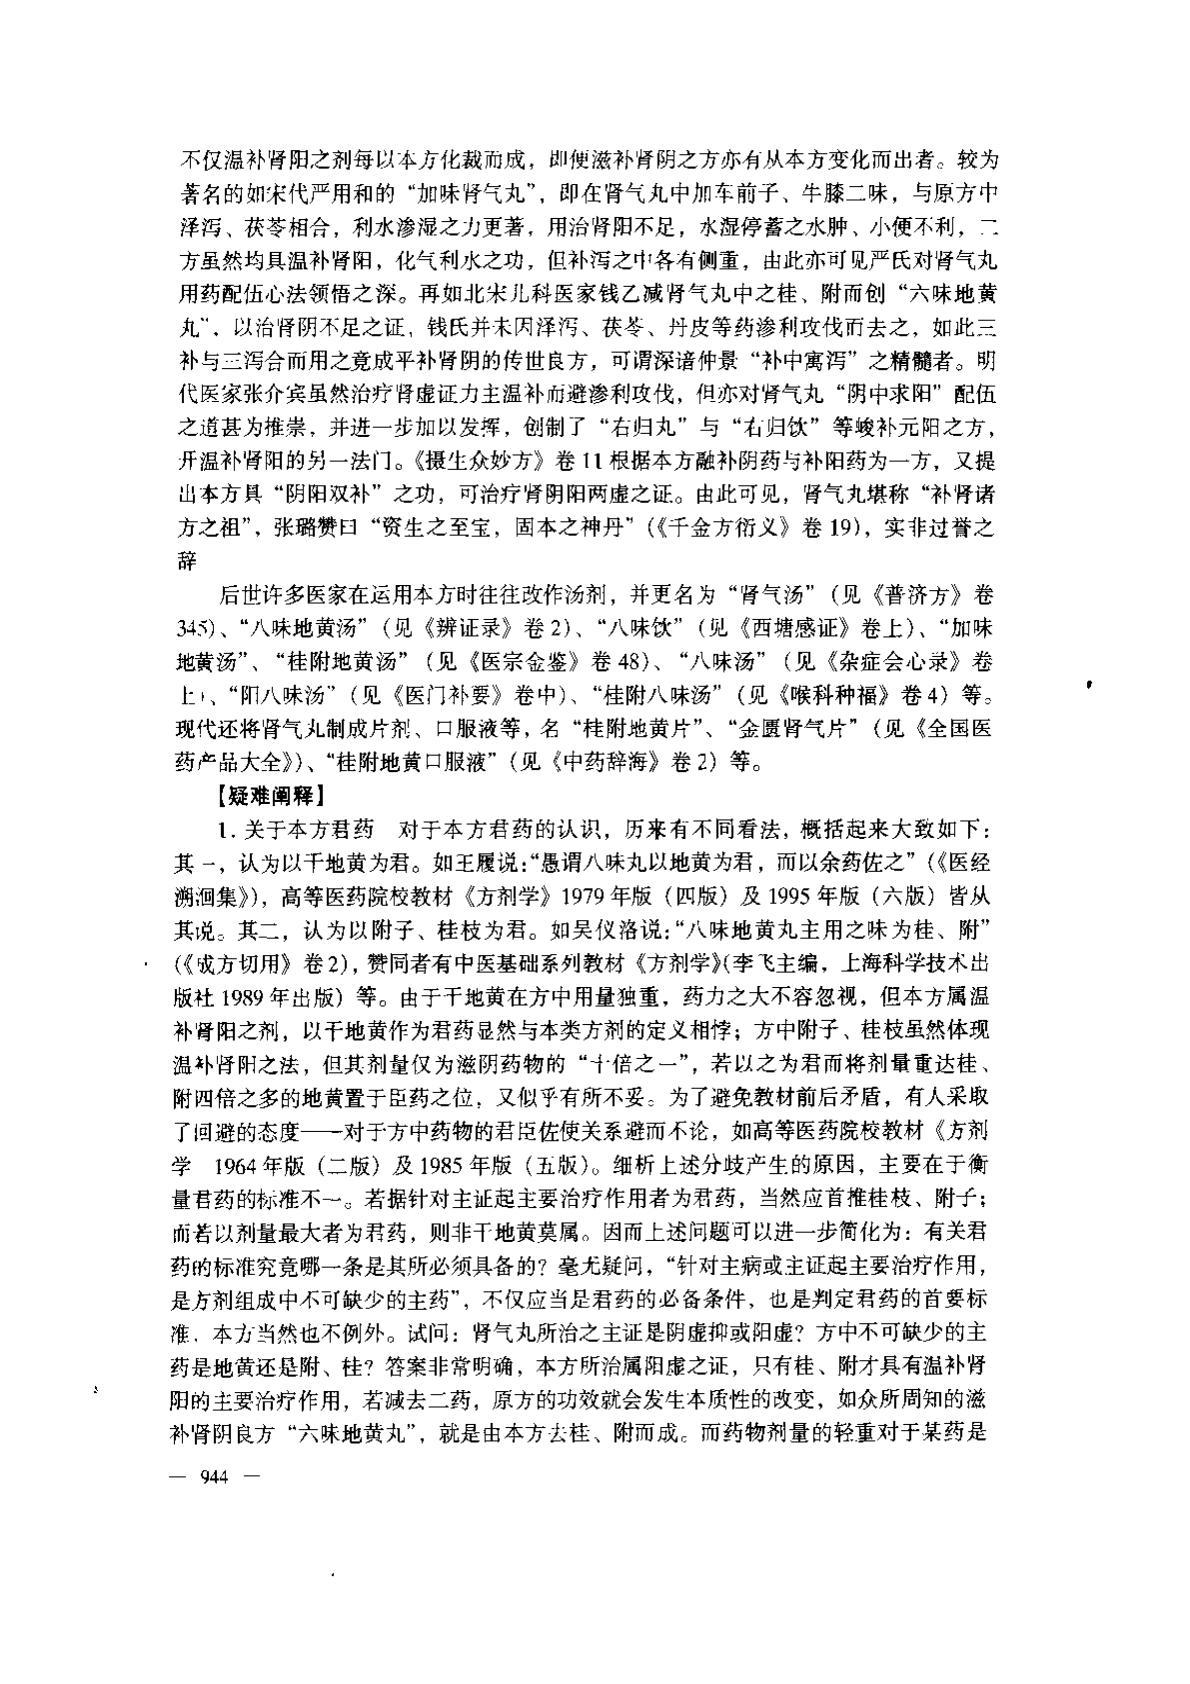 不仅温补肾阳之剂每以本方化裁而成，即便滋补肾阴之方亦有从本方变化而出者。较为
著名的如宋代严用和的“加味肾气丸”，即在肾气丸中加车前子、牛膝二味，与原方中
泽泻、茯苓相合，利水渗湿之力更著，用治肾阳不足，水湿停蓄之水肿、小便不利，二
方虽然均具温补肾阳，化气利水之功，但补泻之中各有侧重，由此亦可见严氏对肾气丸
用药配伍心法领悟之深。再如北宋儿科医家钱乙减肾气丸中之桂、附而创“六味地黄
丸”，以治肾阴不足之证，钱氏并未因泽泻、茯苓、丹皮等药渗利攻伐而去之，如此三
补与三泻合而用之竟成平补肾阴的传世良方，可谓深谙仲景“补中寓泻”之精髓者。明
代医家张介宾虽然治疗肾虚证力主温补而避渗利攻伐，但亦对肾气丸“阴中求阳”配伍
之道甚为推崇，并进一步加以发挥，创制了“右归丸”与“右归饮”等峻补元阳之方，
开温补肾阳的另一法门。《摄生众妙方》卷11根据本方融补阴药与补阳药为一方，又提
出本方具“阴阳双补”之功，可治疗肾阴阳两虚之证。由此可见，肾气丸堪称“补肾诸
方之祖”，张璐赞曰“资生之至宝，固本之神丹”（《千金方衍义》卷19），实非过誉之
辞
后世许多医家在运用本方时往往改作汤剂，并更名为“肾气汤”（见《普济方》卷
345）、“八味地黄汤”（见《辨证录》卷2）、“八味饮”（见《西塘感证》卷上）、“加味
地黄汤”、“桂附地黄汤”（见《医宗金鉴》卷48）、“八味汤”（见《杂症会心录》卷
上）、“阳八味汤”（见《医门补要》卷中）、“桂附八味汤”（见《喉科种福》卷4）等。
现代还将肾气丸制成片剂、口服液等，名“桂附地黄片”、“金匮肾气片”（见《全国医
药产品大全》）、“桂附地黄口服液”（见《中药辞海》卷2）等。
【疑难阐释】
1. 关于本方君药　对于本方君药的认识，历来有不同看法，概括起来大致如下：
其一，认为以干地黄为君。如王履说：“愚谓八味丸以地黄为君，而以余药佐之”（《医经
溯洄集》），高等医药院校教材《方剂学》1979年版（四版）及1995年版（六版）皆从
其说。其二，认为以附子、桂枝为君。如吴仪洛说：“八味地黄丸主用之味为桂、附”
（《成方切用》卷2），赞同者有中医基础系列教材《方剂学》（李飞主编，上海科学技术出
版社1989年出版）等。由于干地黄在方中用量独重，药力之大不容忽视，但本方属温
补肾阳之剂，以干地黄作为君药显然与本类方剂的定义相悖；方中附子、桂枝虽然体现
温补肾阳之法，但其剂量仅为滋阴药物的“十倍之一”，若以之为君而将剂量重达桂、
附四倍之多的地黄置于臣药之位，又似乎有所不妥。为了避免教材前后矛盾，有人采取
了回避的态度——对于方中药物的君臣佐使关系避而不论，如高等医药院校教材《方剂
学　1964年版（二版）及1985年版（五版）。细析上述分歧产生的原因，主要在于衡
量君药的标准不一。若据针对主证起主要治疗作用者为君药，当然应首推桂枝、附子；
而若以剂量最大者为君药，则非干地黄莫属。因而上述问题可以进一步简化为：有关君
药的标准究竟哪一条是其所必须具备的？毫无疑问，“针对主病或主证起主要治疗作用，
是方剂组成中不可缺少的主药”，不仅应当是君药的必备条件，也是判定君药的首要标
准，本方当然也不例外。试问：肾气丸所治之主证是阴虚抑或阳虚？方中不可缺少的主
药是地黄还是附、桂？答案非常明确，本方所治属阳虚之证，只有桂、附才具有温补肾
阳的主要治疗作用，若减去二药，原方的功效就会发生本质性的改变，如众所周知的滋
补肾阴良方“六味地黄丸”，就是由本方去桂、附而成。而药物剂量的轻重对于某药是
— 944 —